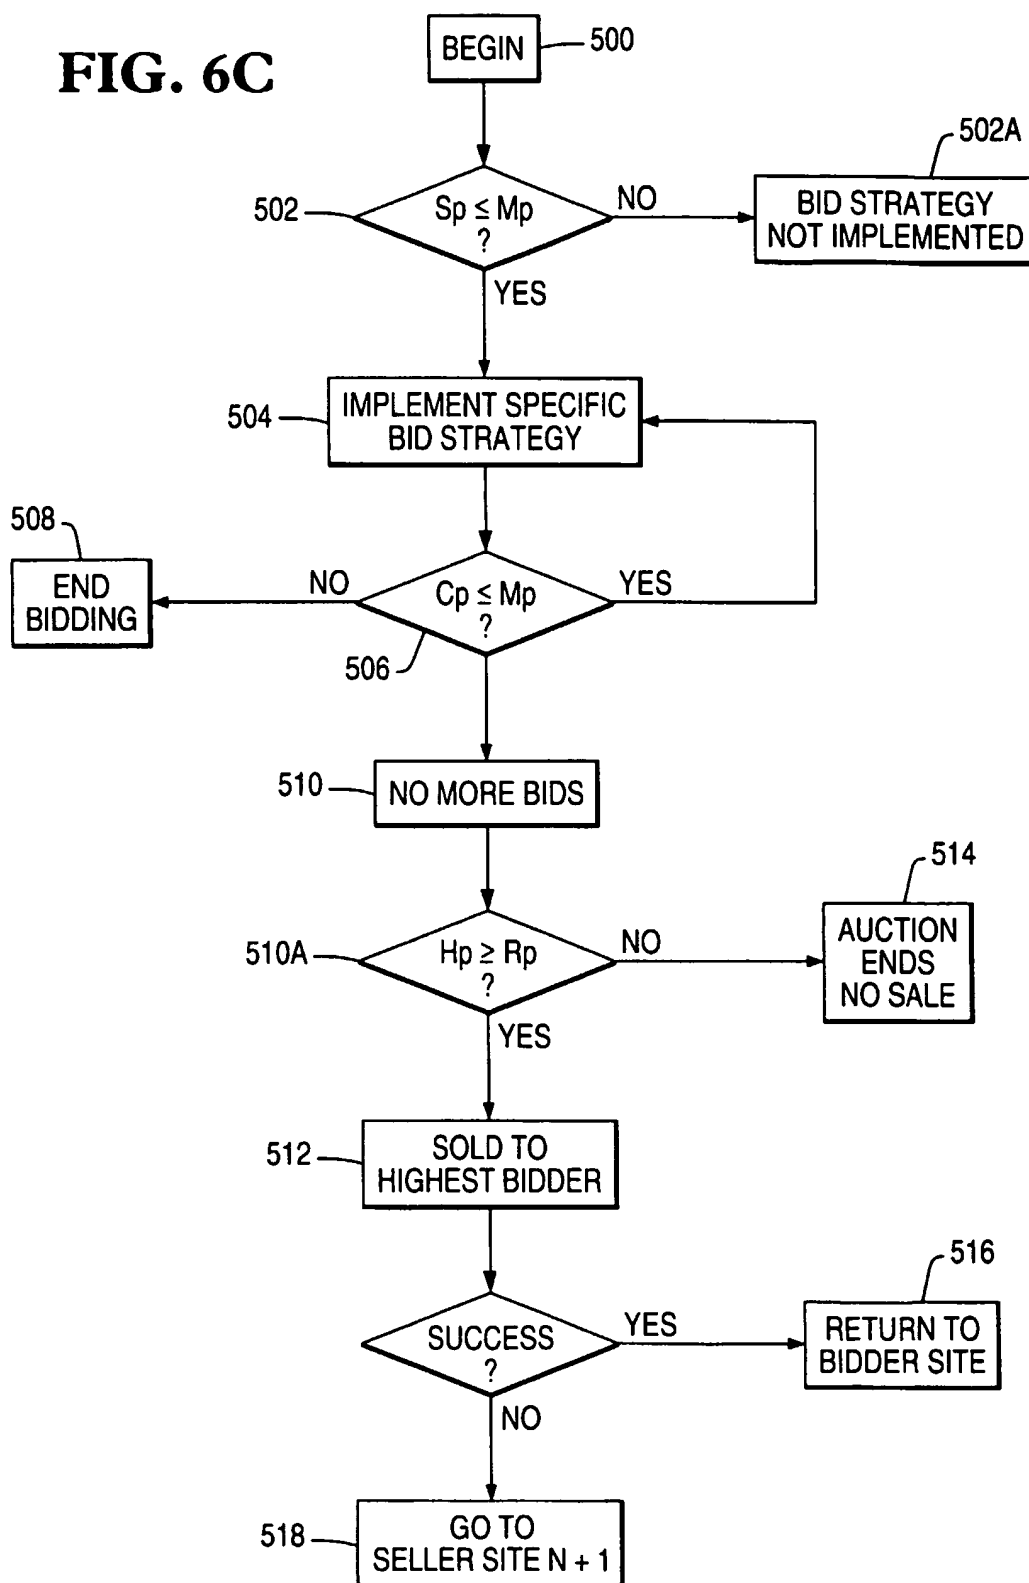 FIG. 6C
BEGIN
500
502
Sp ≤ Mp
?
NO
502A
BID STRATEGY
NOT IMPLEMENTED
YES
504
IMPLEMENT SPECIFIC
BID STRATEGY
508
END
BIDDING
NO
Cp ≤ Mp
?
YES
506
510
NO MORE BIDS
510A
Hp ≥ Rp
?
NO
514
AUCTION
ENDS
NO SALE
YES
512
SOLD TO
HIGHEST BIDDER
SUCCESS
?
YES
516
RETURN TO
BIDDER SITE
NO
518
GO TO
SELLER SITE N + 1